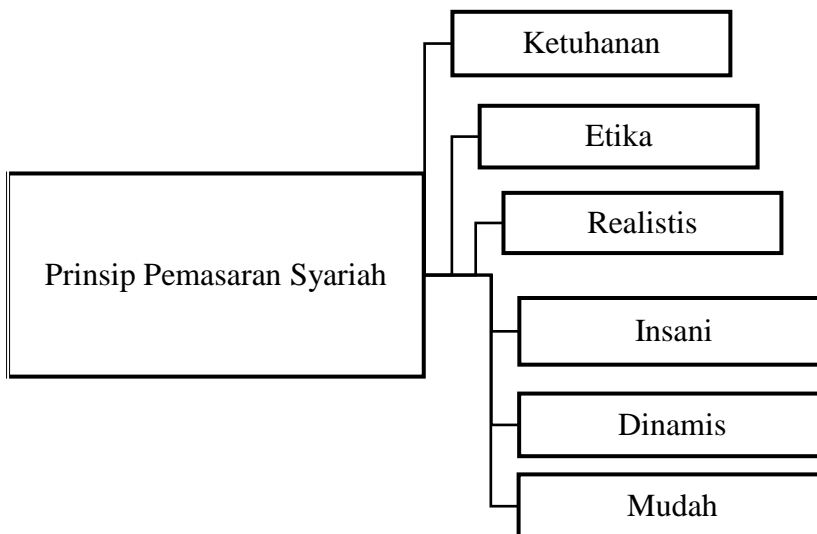 Ketuhanan
Etika
Realistis
Prinsip Pemasaran Syariah
Insani
Dinamis
Mudah